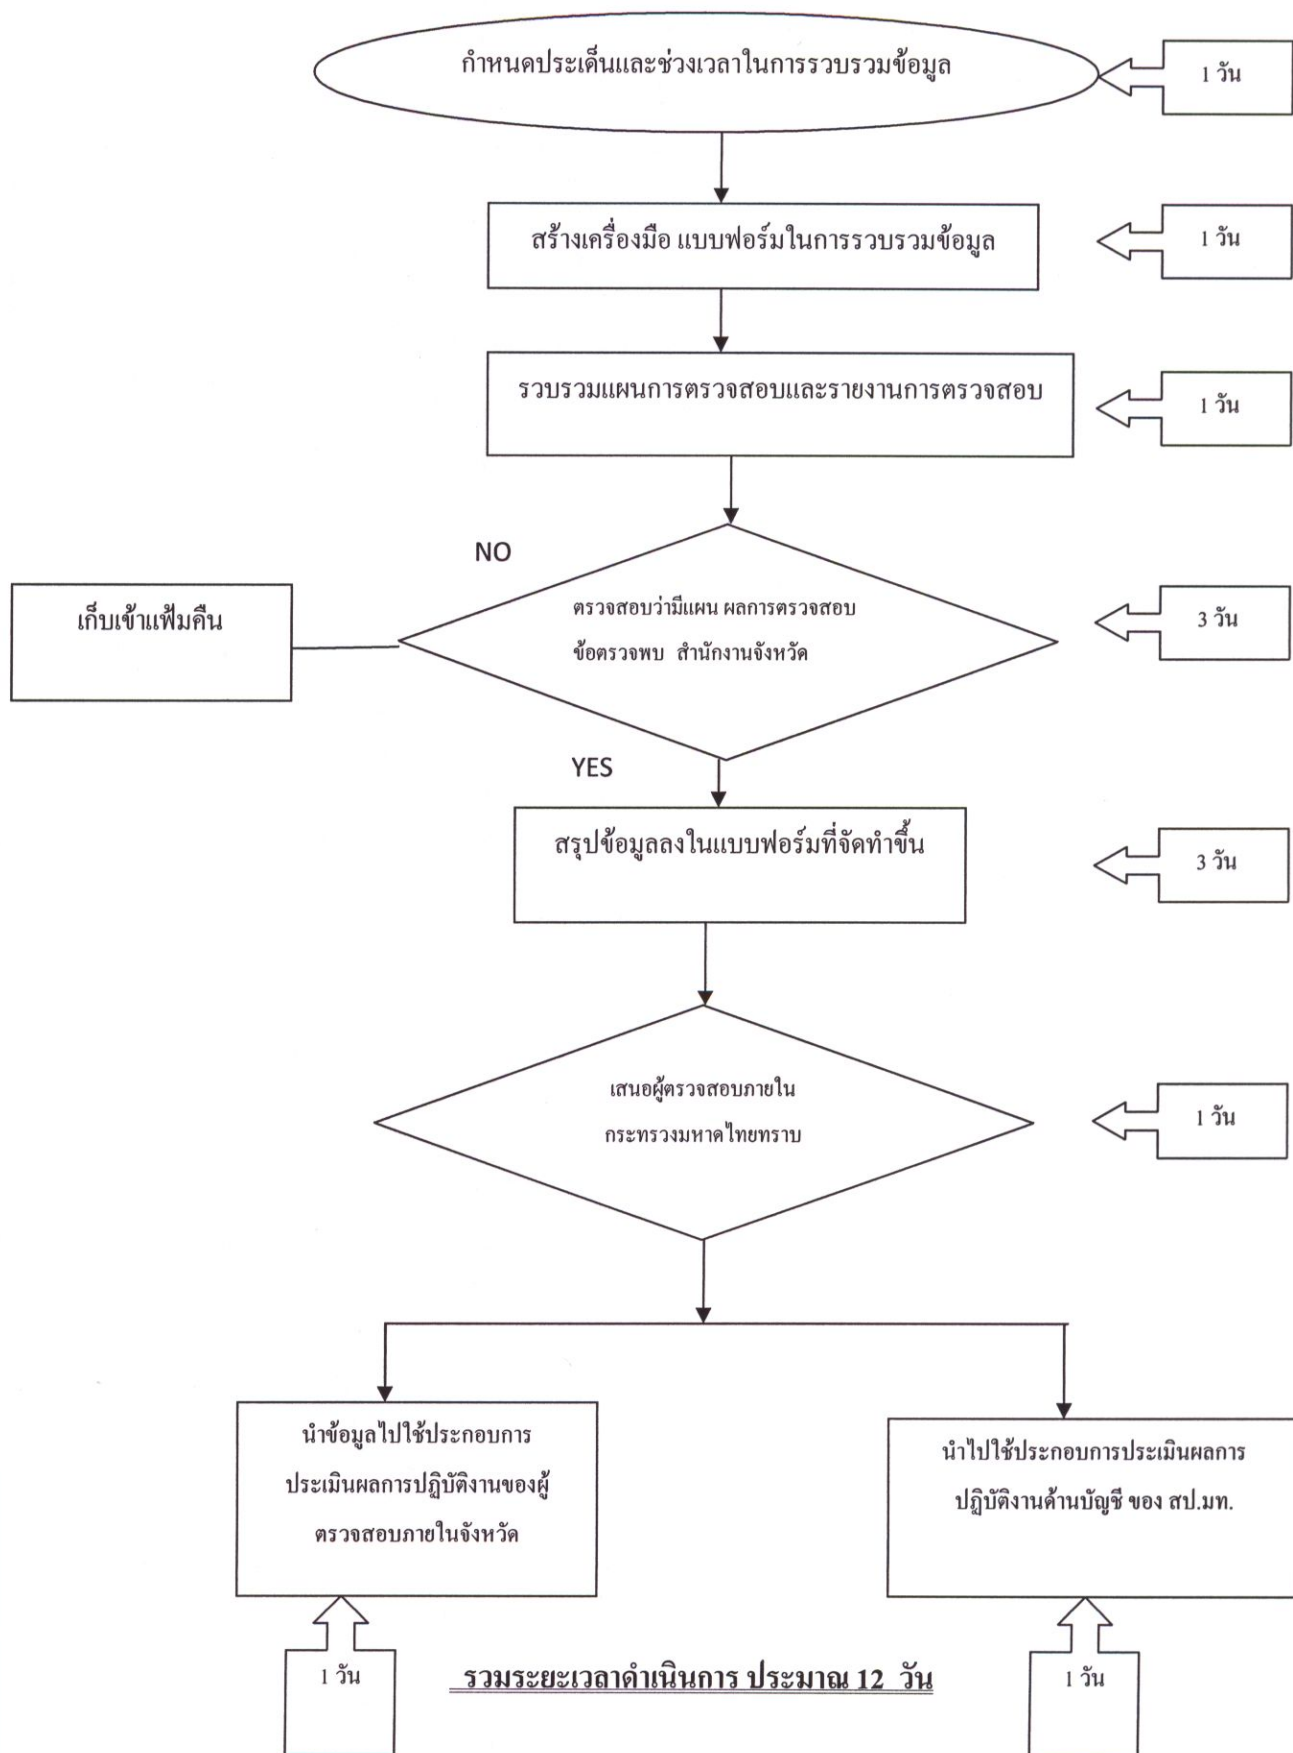 กำหนดประเด็นและช่วงเวลาในการรวบรวมข้อมูล
1 วัน
สร้างเครื่องมือ แบบฟอร์มในการรวบรวมข้อมูล
1 วัน
รวบรวมแผนการตรวจสอบและรายงานการตรวจสอบ
1 วัน
NO
เก็บเข้าแฟ้มคืน
ตรวจสอบว่ามีแผน ผลการตรวจสอบ
ข้อตรวจพบ สำนักงานจังหวัด
3 วัน
YES
สรุปข้อมูลลงในแบบฟอร์มที่จัดทำขึ้น
3 วัน
เสนอผู้ตรวจสอบภายใน
กระทรวงมหาดไทยทราบ
1 วัน
นำข้อมูลไปใช้ประกอบการ
ประเมินผลการปฏิบัติงานของผู้
ตรวจสอบภายในจังหวัด
นำไปใช้ประกอบการประเมินผลการ
ปฏิบัติงานด้านบัญชี ของ สป.มท.
1 วัน
รวมระยะเวลาดำเนินการ ประมาณ 12 วัน
1 วัน